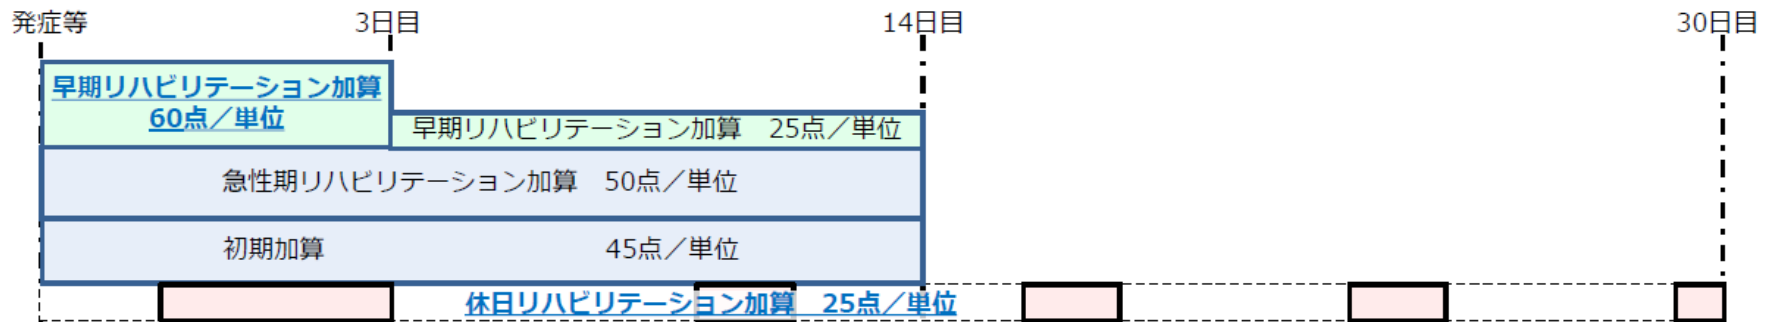 発症等
3日目
14日目
30日目
早期リハビリテーション加算
60点／単位
早期リハビリテーション加算　25点／単位
急性期リハビリテーション加算　50点／単位
初期加算　45点／単位
休日リハビリテーション加算　25点／単位